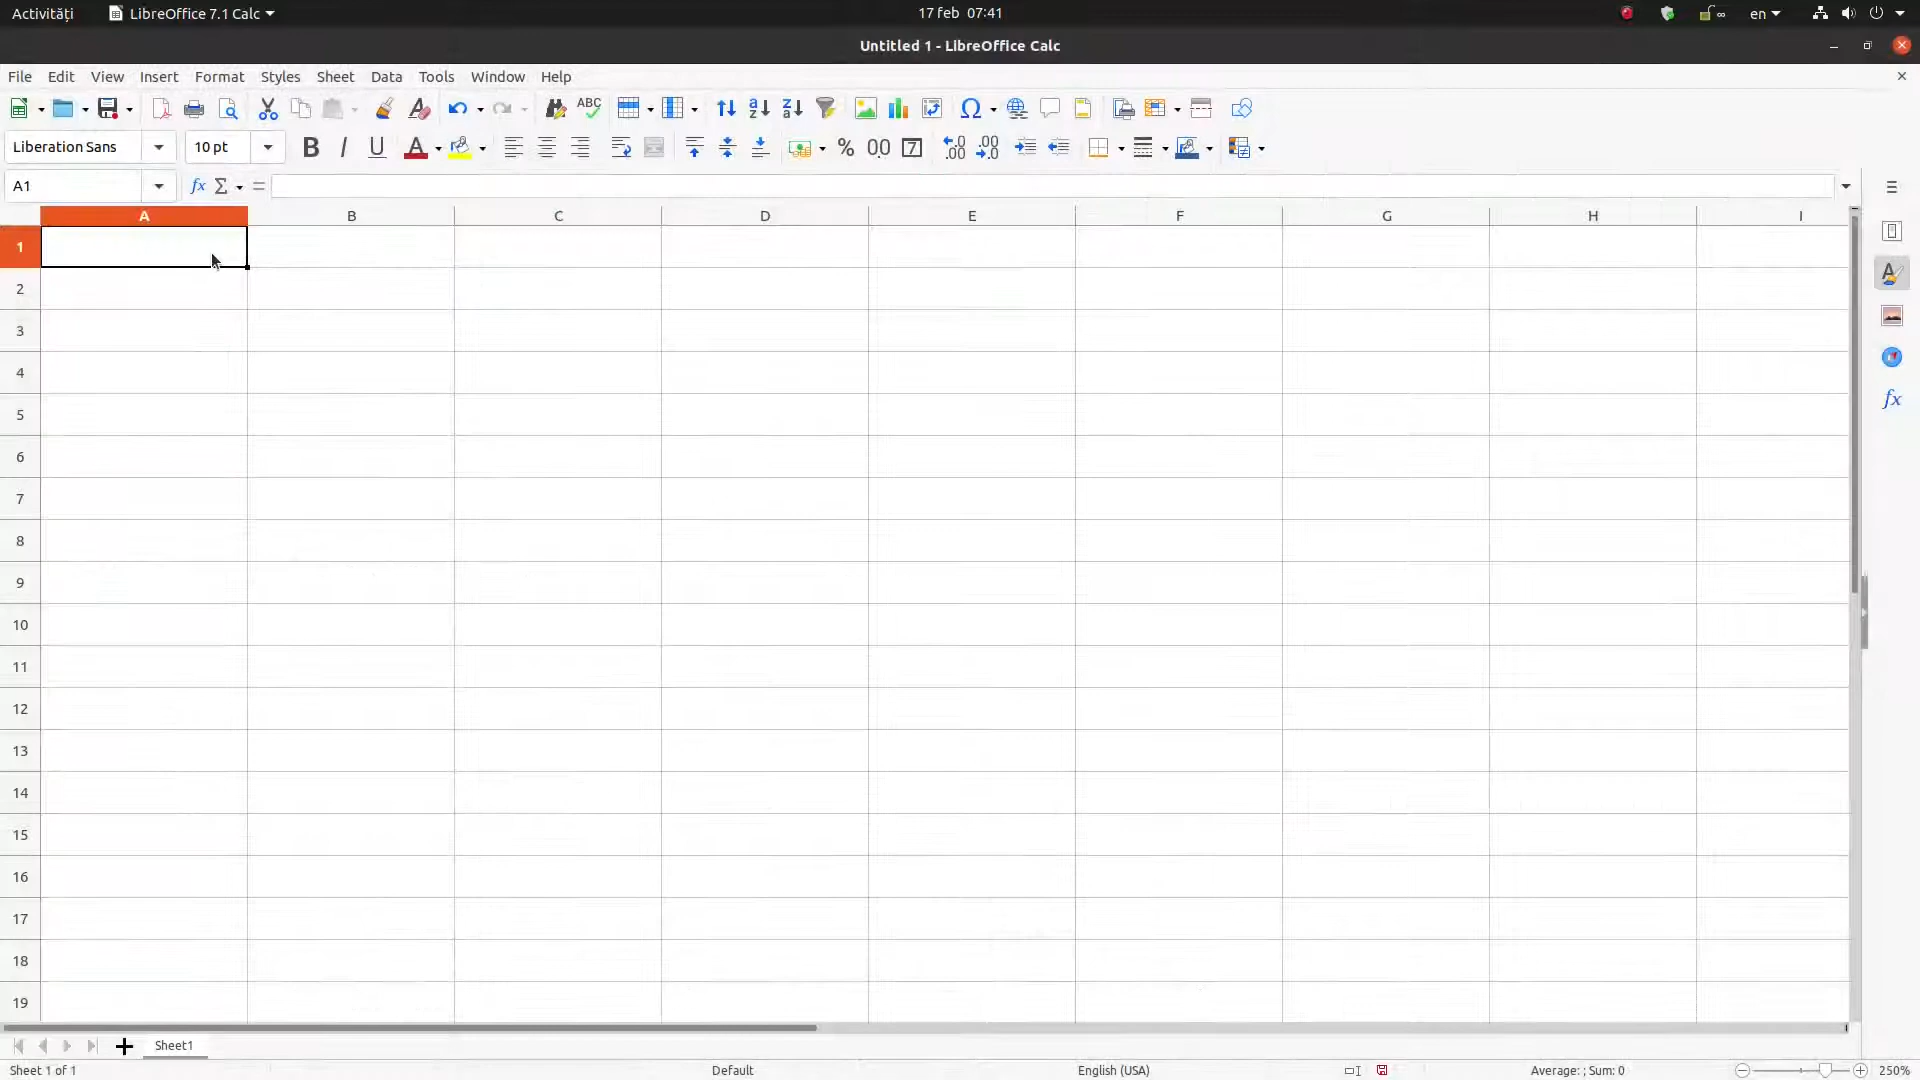 Activități LibreOffice 7.1 Calc 17 feb 07:41 en
Untitled 1 - LibreOffice Calc
File Edit View Insert Format Styles Sheet Data Tools Window Help
Liberation Sans 10 pt
A1
A B C D E F G H I
1
2
3
4
5
6
7
8
9
10
11
12
13
14
15
16
17
18
19
Sheet1
Sheet 1 of 1 Default English (USA) Average: ; Sum: 0 250%